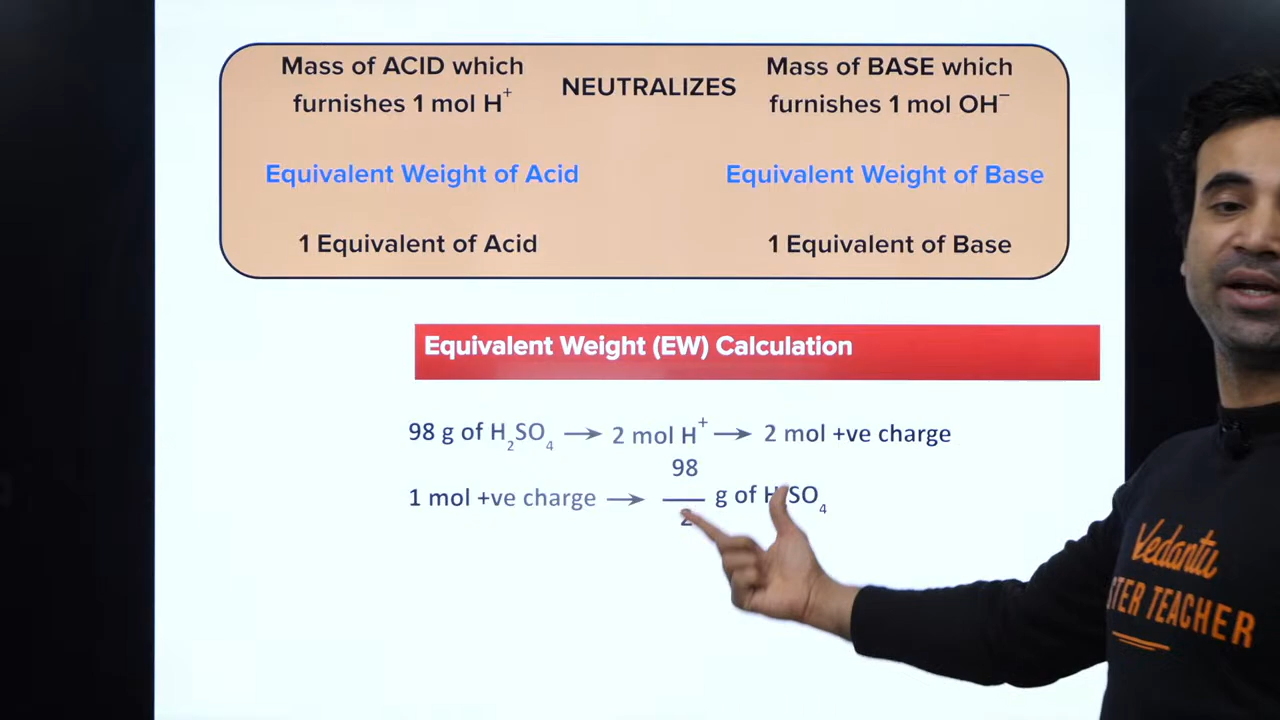 Mass of ACID which
furnishes 1 mol H⁺
NEUTRALIZES
Mass of BASE which
furnishes 1 mol OH⁻
Equivalent Weight of Acid
Equivalent Weight of Base
1 Equivalent of Acid
1 Equivalent of Base
Equivalent Weight (EW) Calculation
98 g of H₂SO₄ → 2 mol H⁺ → 2 mol +ve charge
98
1 mol +ve charge → — g of H₂SO₄
2
Vedantu
TEACHER